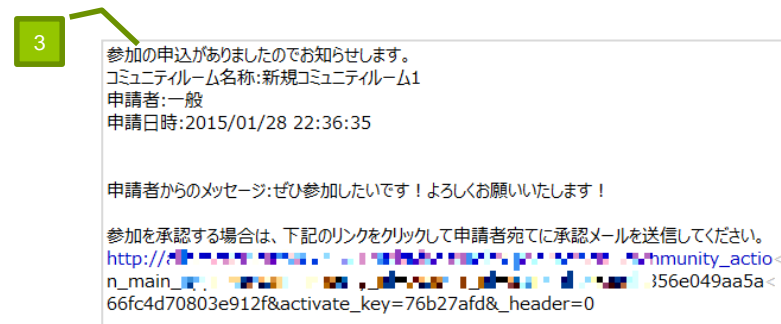 3
参加の申込がありましたのでお知らせします。
コミュニティルーム名称:新規コミュニティルーム1
申請者:一般
申請日時:2015/01/28 22:36:35
申請者からのメッセージ:ぜひ参加したいです！よろしくお願いいたします！
参加を承認する場合は、下記のリンクをクリックして申請者宛てに承認メールを送信してください。
http:// mmunity_actio<
n_main_ 356e049aa5a<
66fc4d70803e912f&activate_key=76b27afd&_header=0